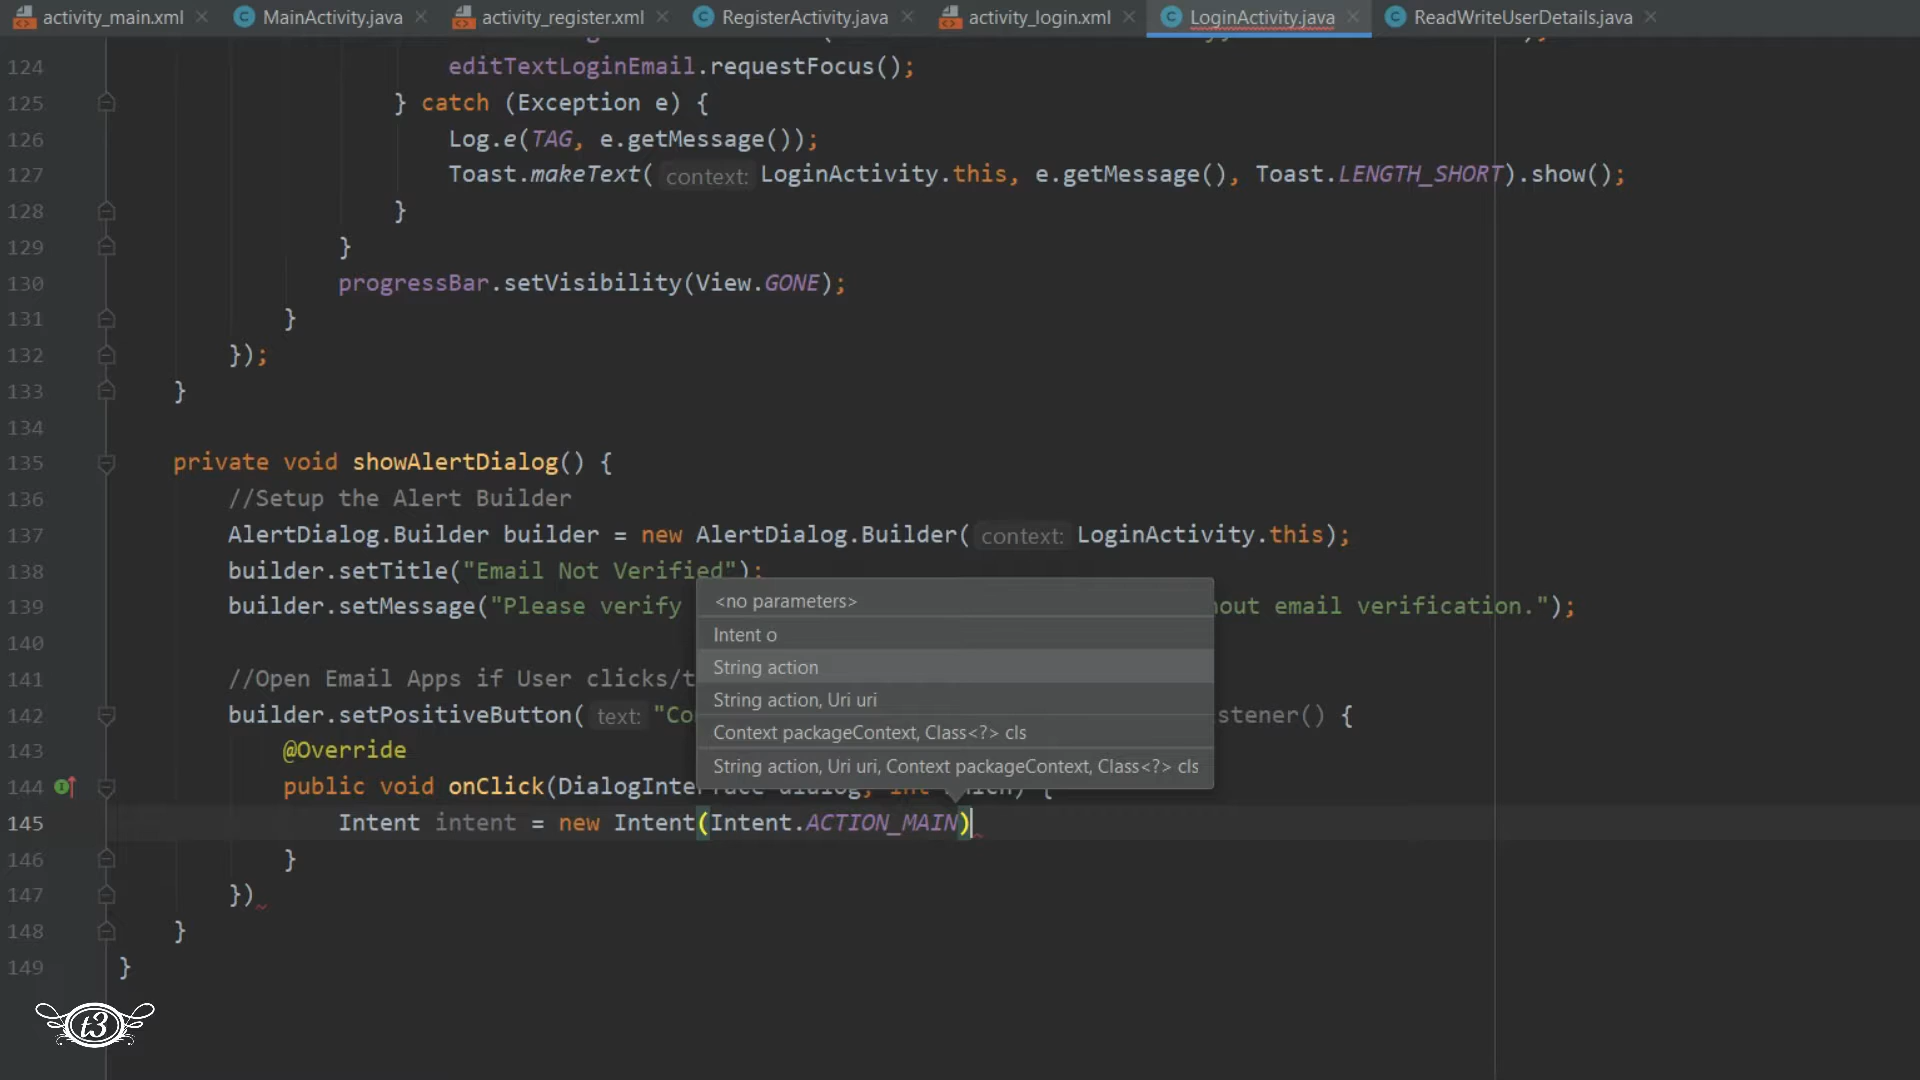 activity_main.xml MainActivity.java activity_register.xml RegisterActivity.java activity_login.xml LoginActivity.java ReadWriteUserDetails.java
124 editTextLoginEmail.requestFocus();
125 } catch (Exception e) {
126 Log.e(TAG, e.getMessage());
127 Toast.makeText( context: LoginActivity.this, e.getMessage(), Toast.LENGTH_SHORT).show();
128 }
129 }
130 progressBar.setVisibility(View.GONE);
131 }
132 });
133 }
134
135 private void showAlertDialog() {
136 //Setup the Alert Builder
137 AlertDialog.Builder builder = new AlertDialog.Builder( context: LoginActivity.this);
138 builder.setTitle("Email Not Verified");
139 builder.setMessage("Please verify email verification.");
140
141 //Open Email Apps if User
142 builder.setPositiveButton( text: {
143 @Override
144 public void onClick(DialogInterface dialog, int which) {
145 Intent intent = new Intent(Intent.ACTION_MAIN)
146 }
147 })
148 }
149 }
<no parameters>
Intent o
String action
String action, Uri uri
Context packageContext, Class<?> cls
String action, Uri uri, Context packageContext, Class<?> cls
t3